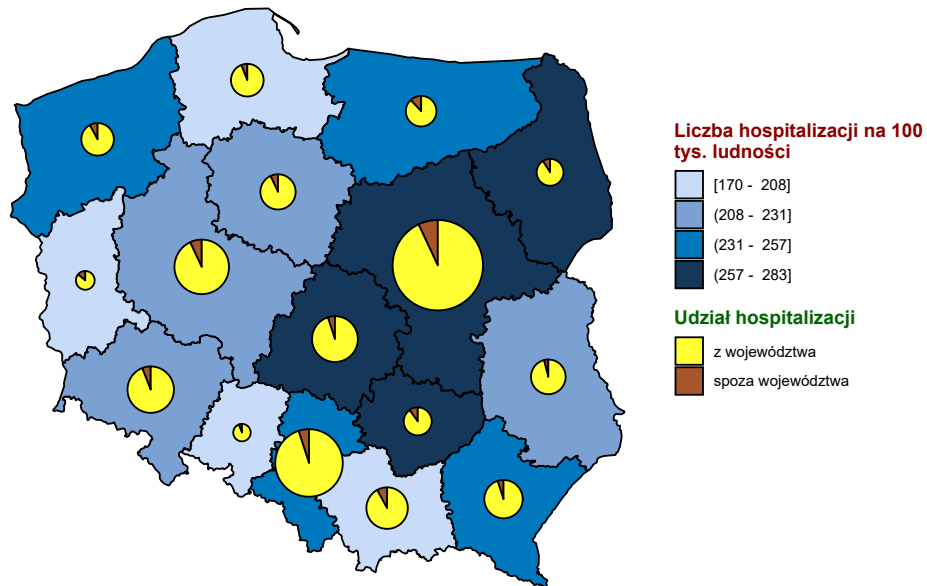 Liczba hospitalizacji na 100
tys. ludności
[170 - 208]
(208 - 231]
(231 - 257]
(257 - 283]
Udział hospitalizacji
z województwa
spoza województwa